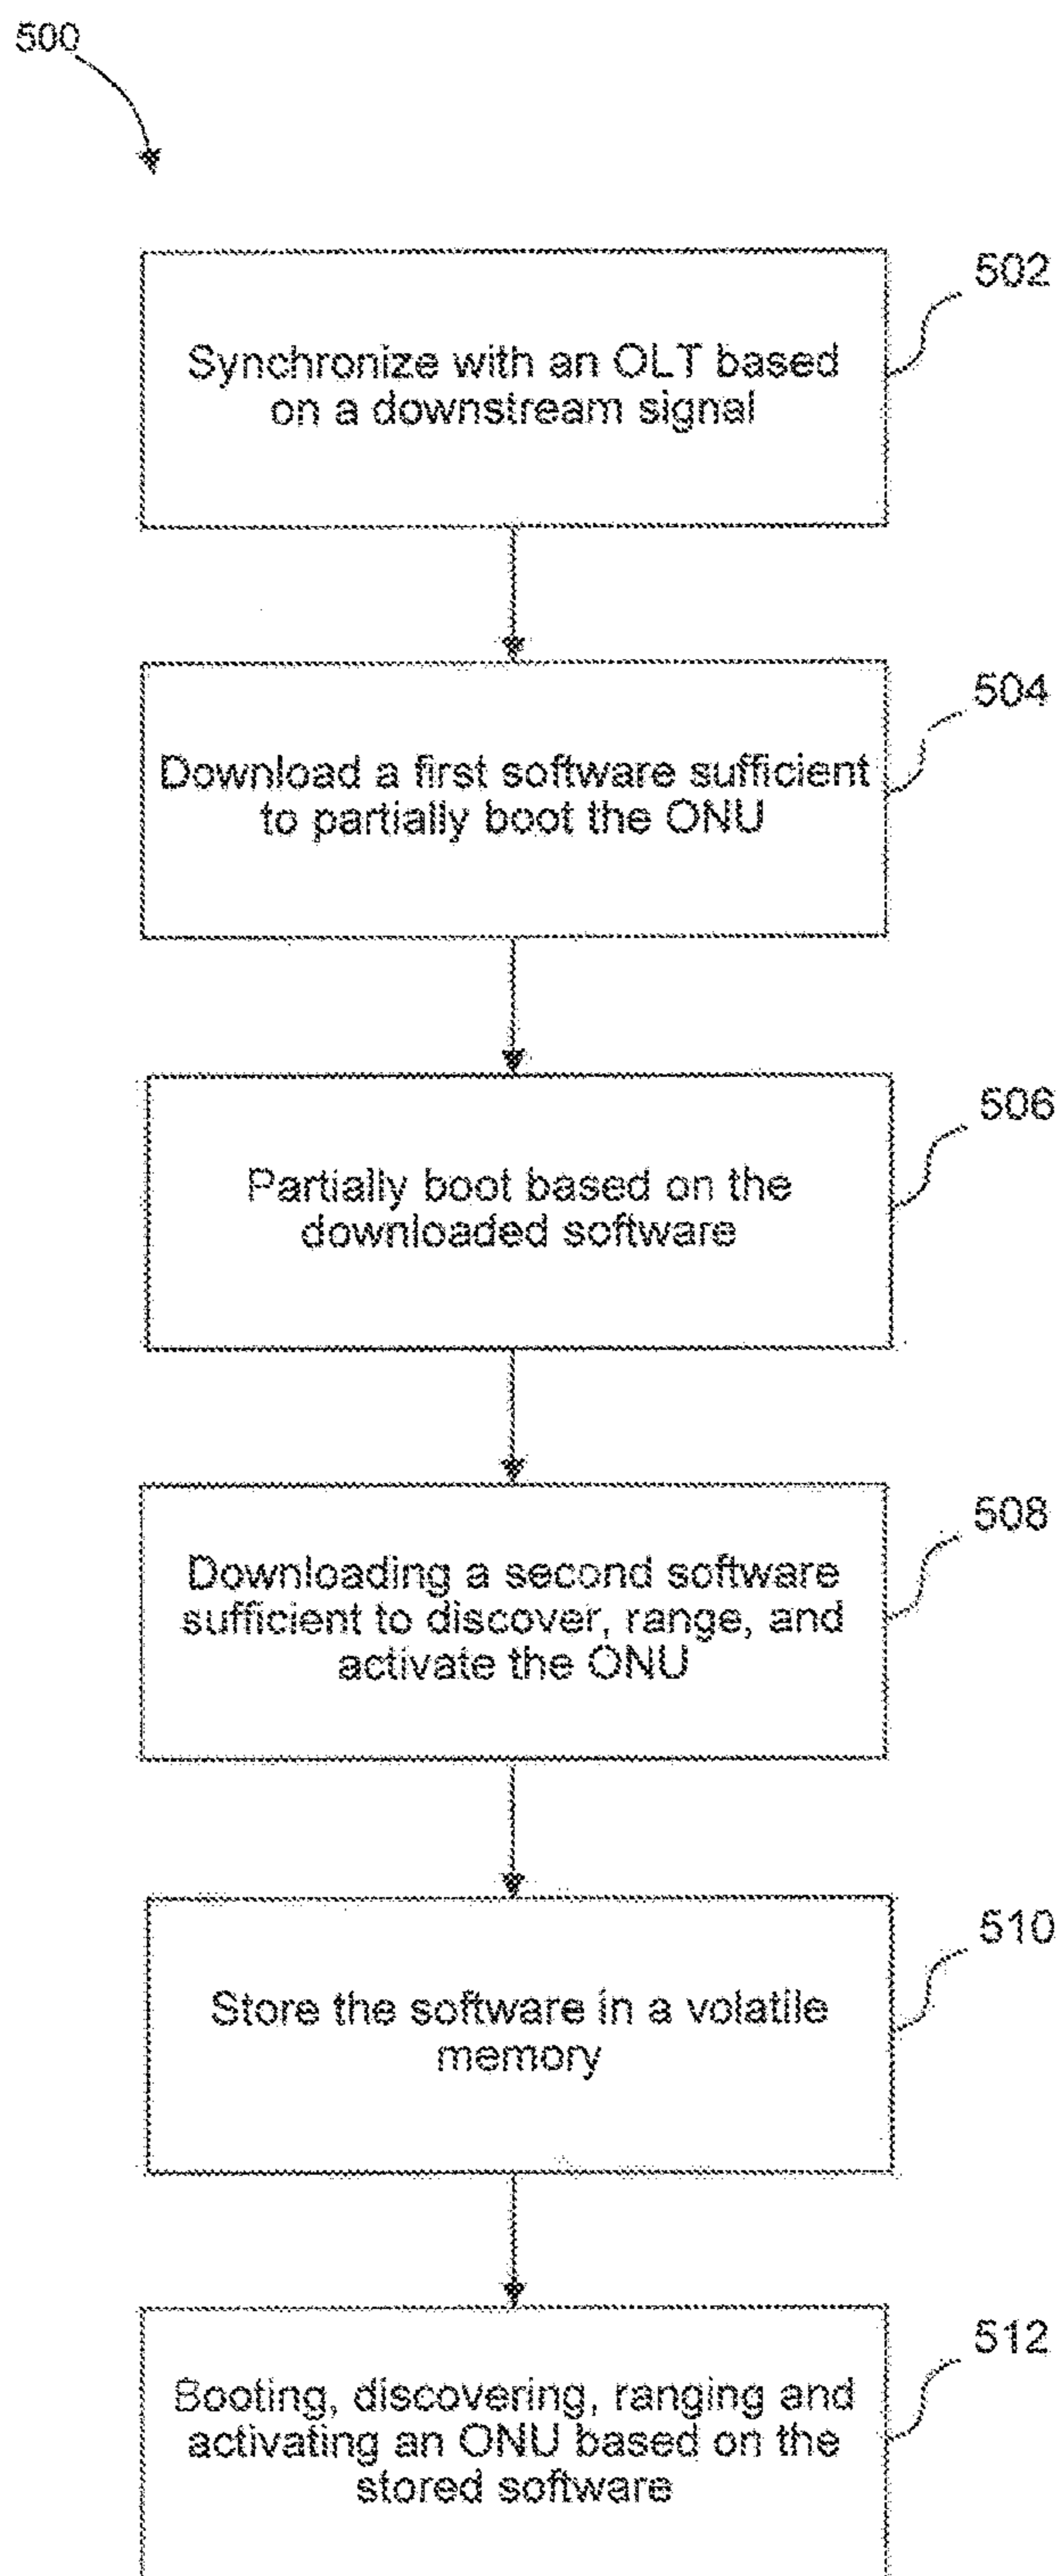 500
502
Synchronize with an OLT based
on a downstream signal
504
Download a first software sufficient
to partially boot the ONU
506
Partially boot based on the
downloaded software
508
Downloading a second software
sufficient to discover, range, and
activate the ONU
510
Store the software in a volatile
memory
512
Booting, discovering, ranging and
activating an ONU based on the
stored software